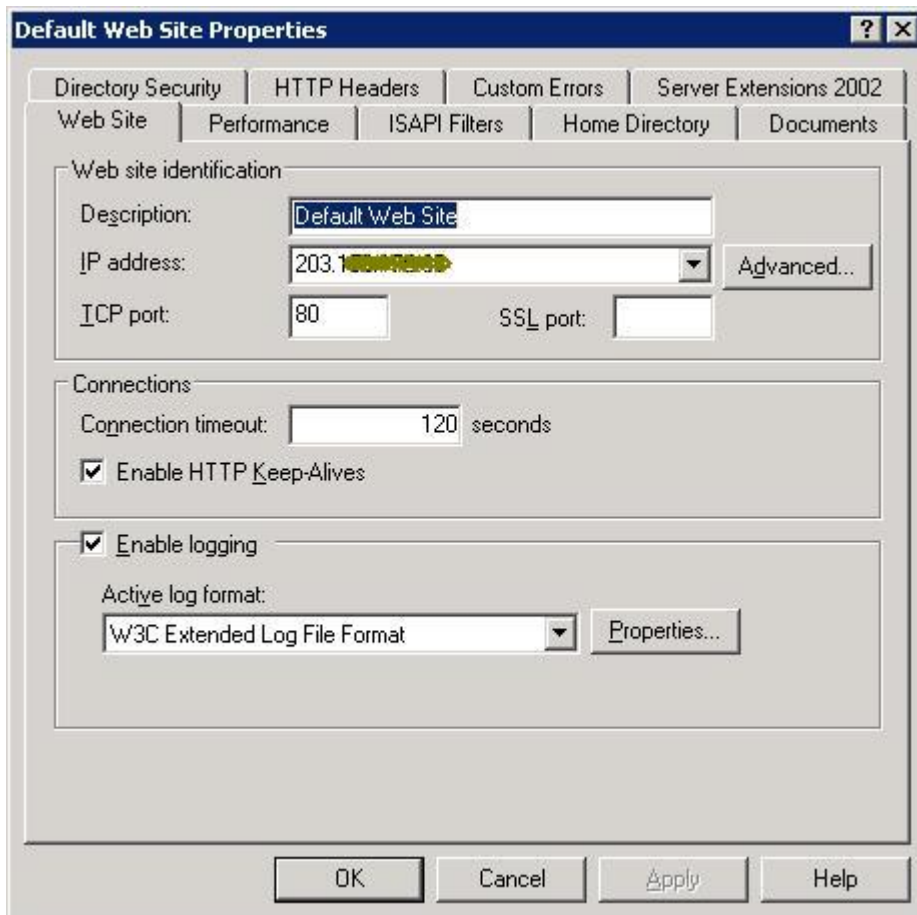 Default Web Site Properties
Directory Security HTTP Headers Custom Errors Server Extensions 2002
Web Site Performance ISAPI Filters Home Directory Documents
Web site identification
Description: Default Web Site
IP address: 203.1 Advanced...
TCP port: 80 SSL port:
Connections
Connection timeout: 120 seconds
Enable HTTP Keep-Alives
Enable logging
Active log format:
W3C Extended Log File Format Properties...
OK Cancel Apply Help